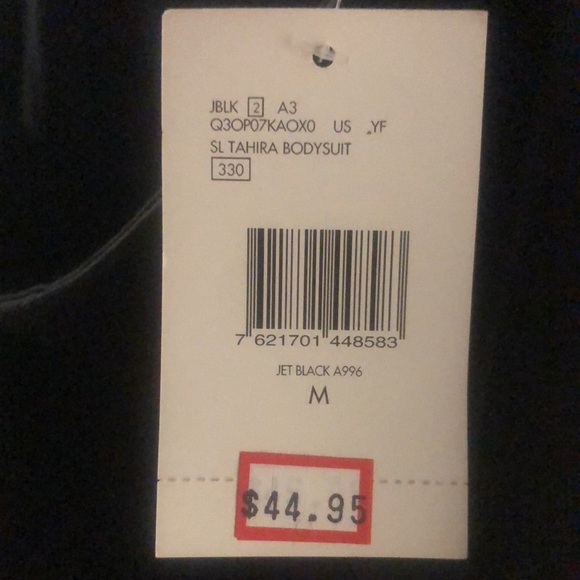 JBLK 2 A3
Q3OP07KAOX0 US .YF
SL TAHIRA BODYSUIT
330
7 621701 448583
JET BLACK A996
M
$44.95